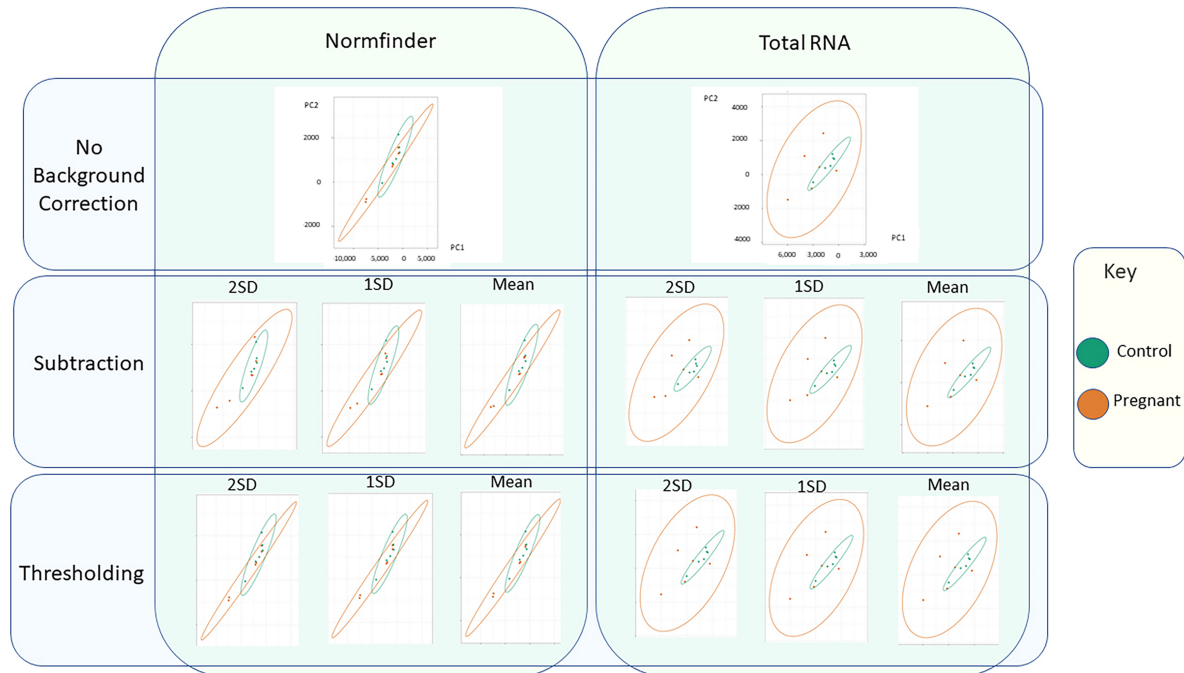 Normfinder
Total RNA
No
Background
Correction
PC2
2000
0
2000
10,000 5,000 0 5,000
PC1
PC2
4000
2000
0
2000
4000
6,000 3,000 0 3,000
PC1
Subtraction
2SD 1SD Mean
2SD 1SD Mean
Thresholding
2SD 1SD Mean
2SD 1SD Mean
Key
Control
Pregnant